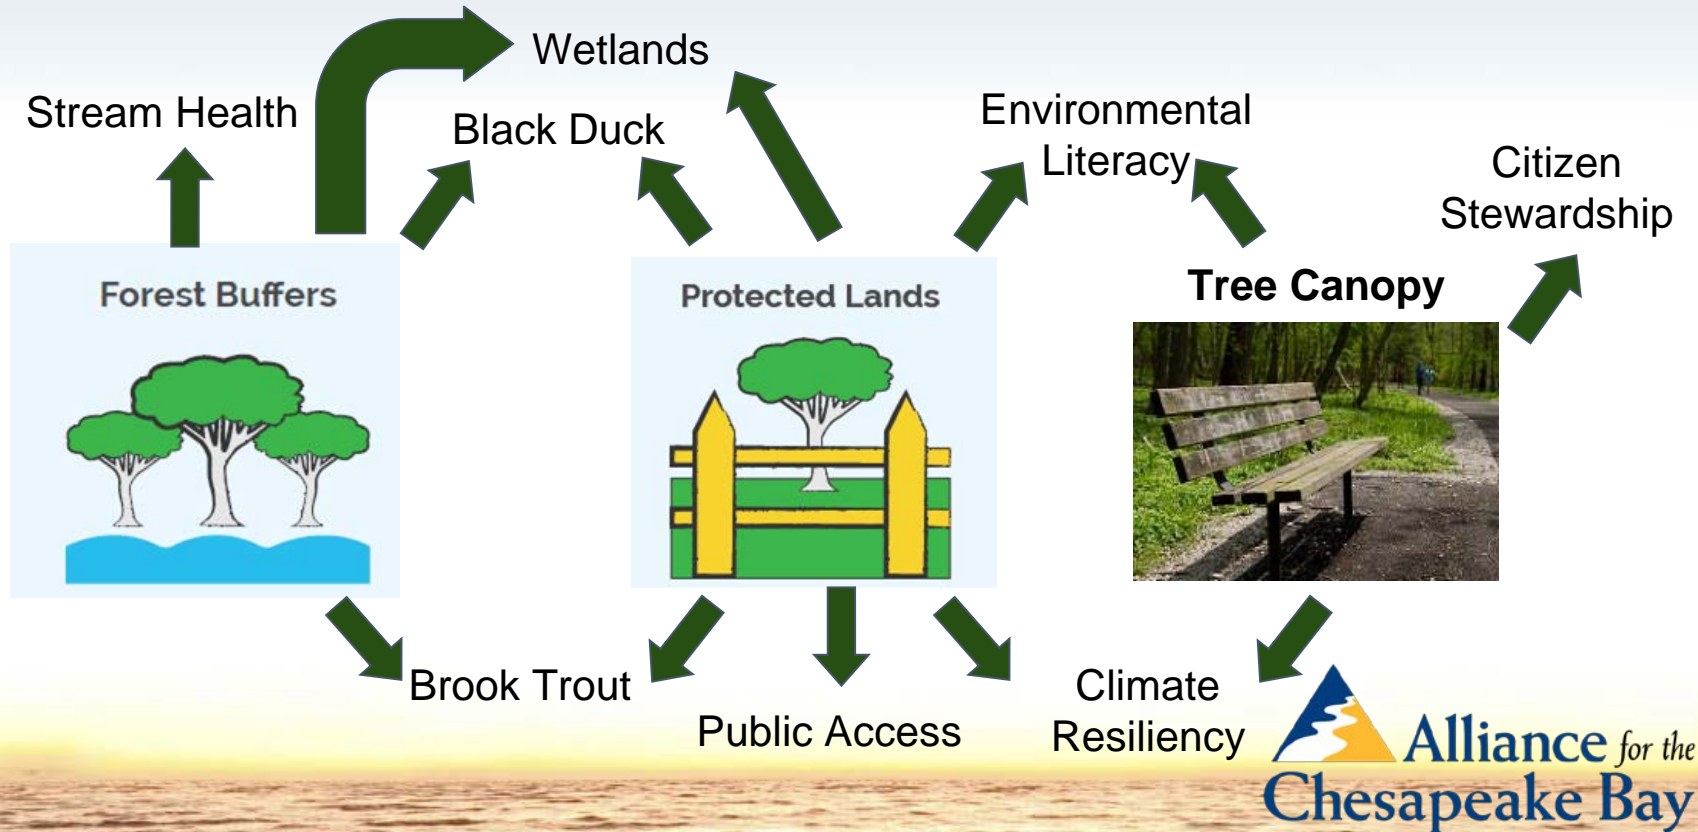 Wetlands
Stream Health
Black Duck
Environmental
Literacy
Citizen
Stewardship
Forest Buffers
Protected Lands
Tree Canopy
Brook Trout
Public Access
Climate
Resiliency
Alliance for the
Chesapeake Bay